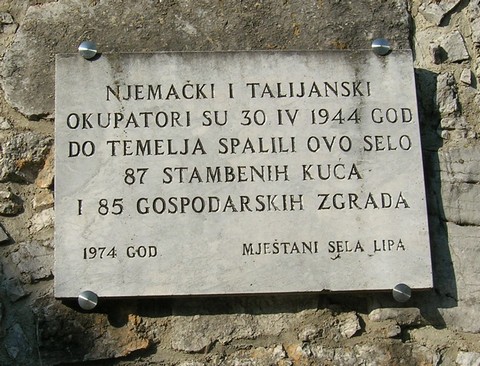 NJEMAČKI I TALIJANSKI
OKUPATORI SU 30 IV 1944 GOD
DO TEMELJA SPALILI OVO SELO
87 STAMBENIH KUĆA
I 85 GOSPODARSKIH ZGRADA
1974 GOD MJEŠTANI SELA LIPA